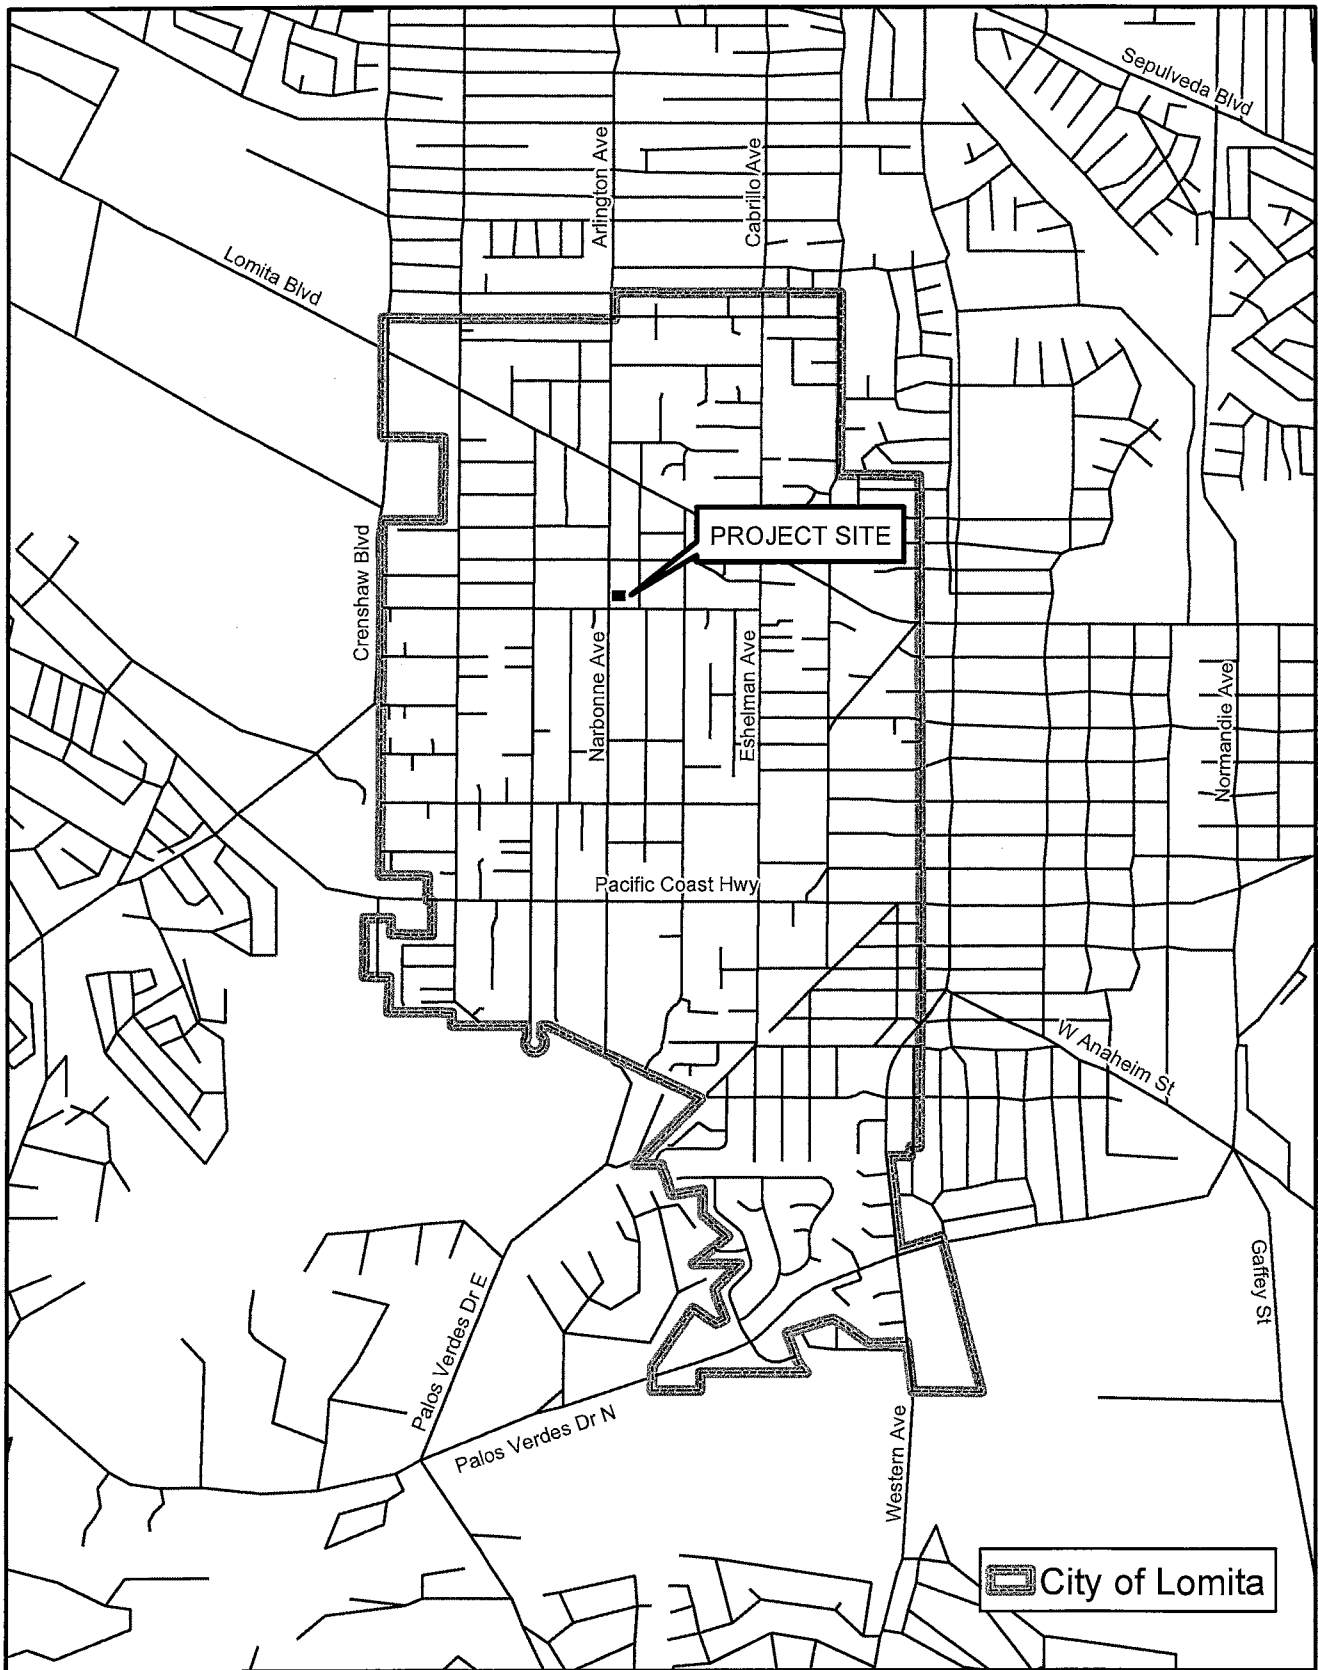 Sepulveda Blvd
Arlington Ave
Cabrillo Ave
Lomita Blvd
PROJECT SITE
Crenshaw Blvd
Narbonne Ave
Eshelman Ave
Normandie Ave
Pacific Coast Hwy
W Anaheim St
Gaffey St
Palos Verdes Dr E
Palos Verdes Dr N
Western Ave
City of Lomita